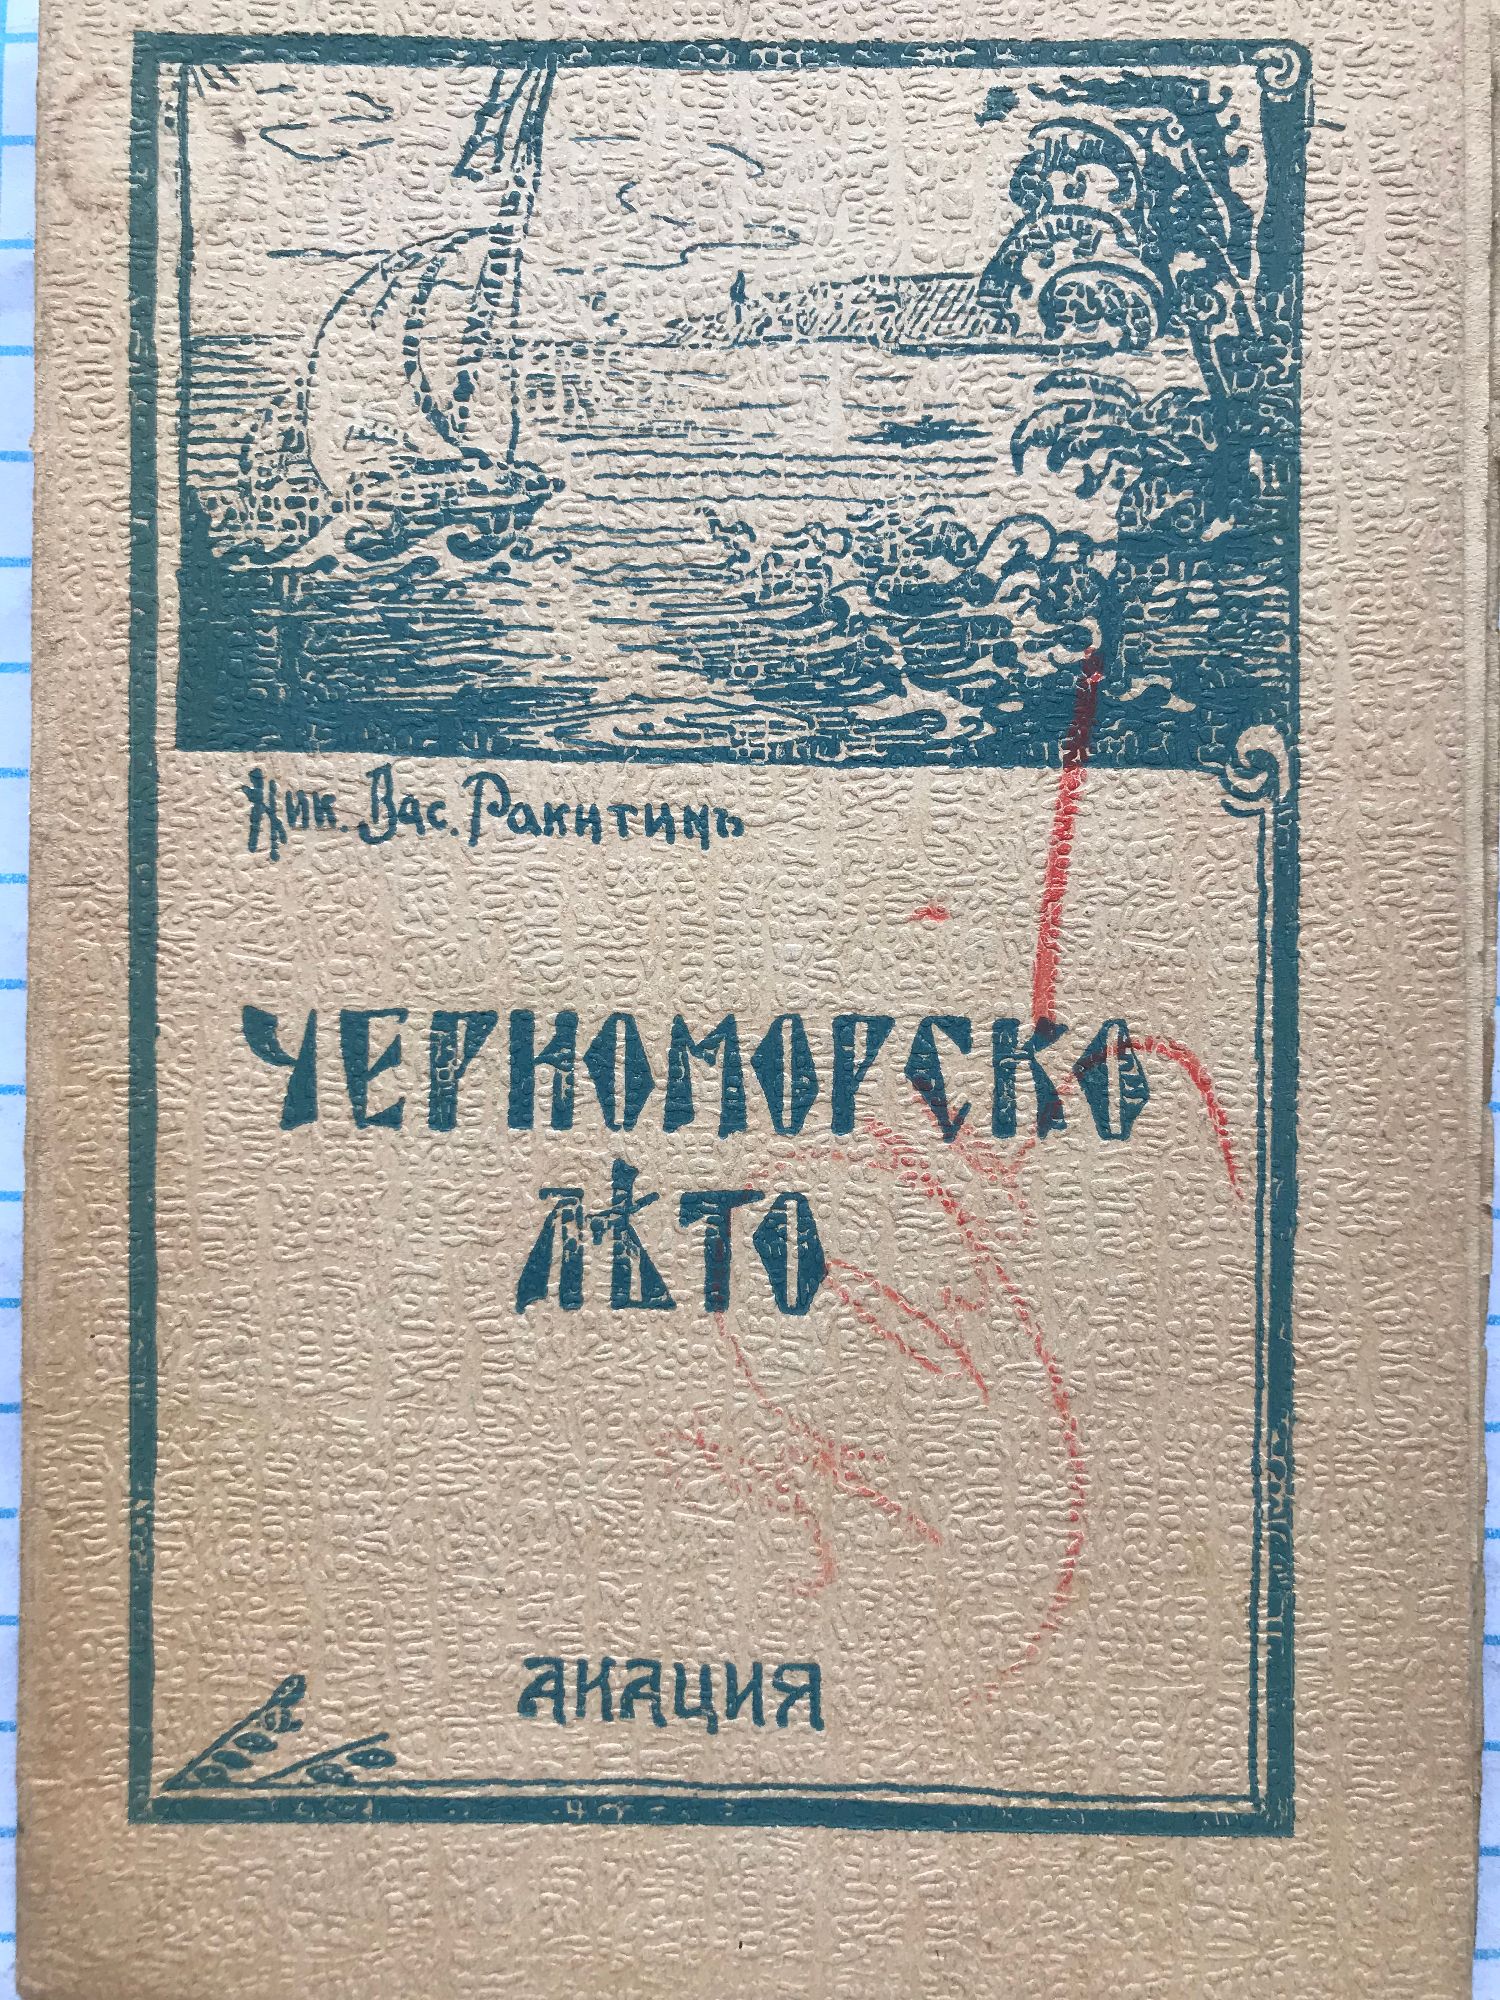 Ник. Вас. Ракитинъ
ЧЕРНОМОРСКО
ЛѢТО
АКАЦИЯ